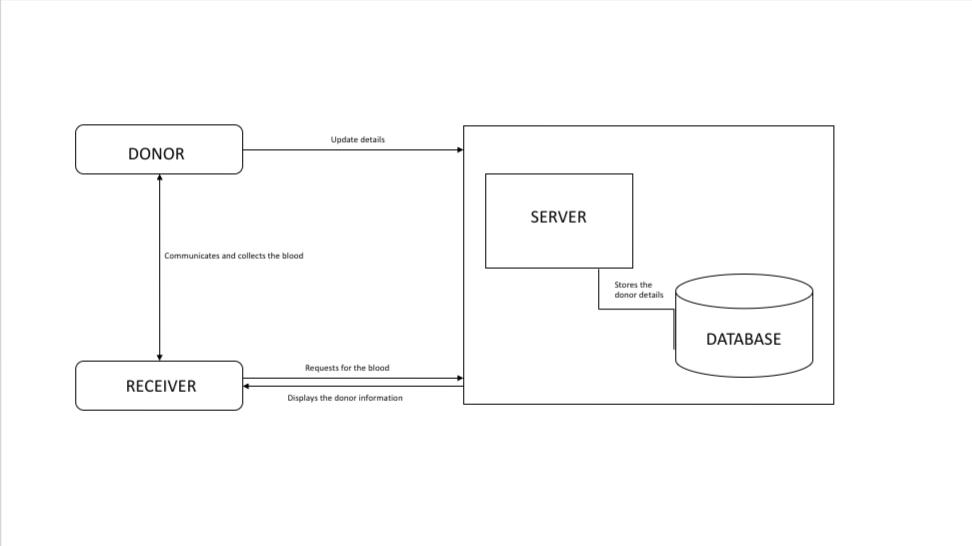 Update details
DONOR
SERVER
Communicates and collects the blood
Stores the
donor details
DATABASE
Requests for the blood
RECEIVER
Displays the donor information